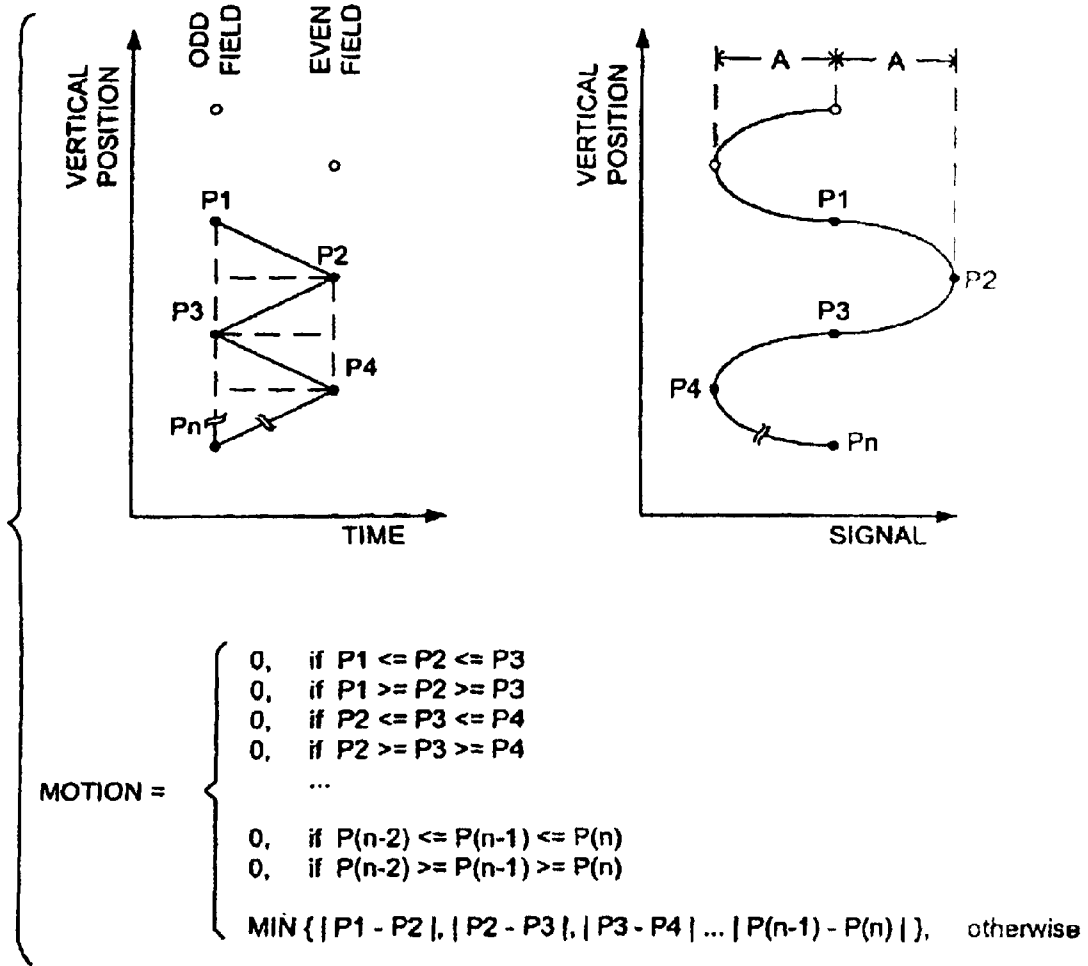 ODD
FIELD
EVEN
FIELD
VERTICAL
POSITION
P1
P2
P3
P4
Pn
TIME
VERTICAL
POSITION
A
A
P1
P2
P3
P4
Pn
SIGNAL
MOTION =
0, if P1 <= P2 <= P3
0, if P1 >= P2 >= P3
0, if P2 <= P3 <= P4
0, if P2 >= P3 >= P4
...
0, if P(n-2) <= P(n-1) <= P(n)
0, if P(n-2) >= P(n-1) >= P(n)
MIN { | P1 - P2 |, | P2 - P3 |, | P3 - P4 | ... | P(n-1) - P(n) | }, otherwise